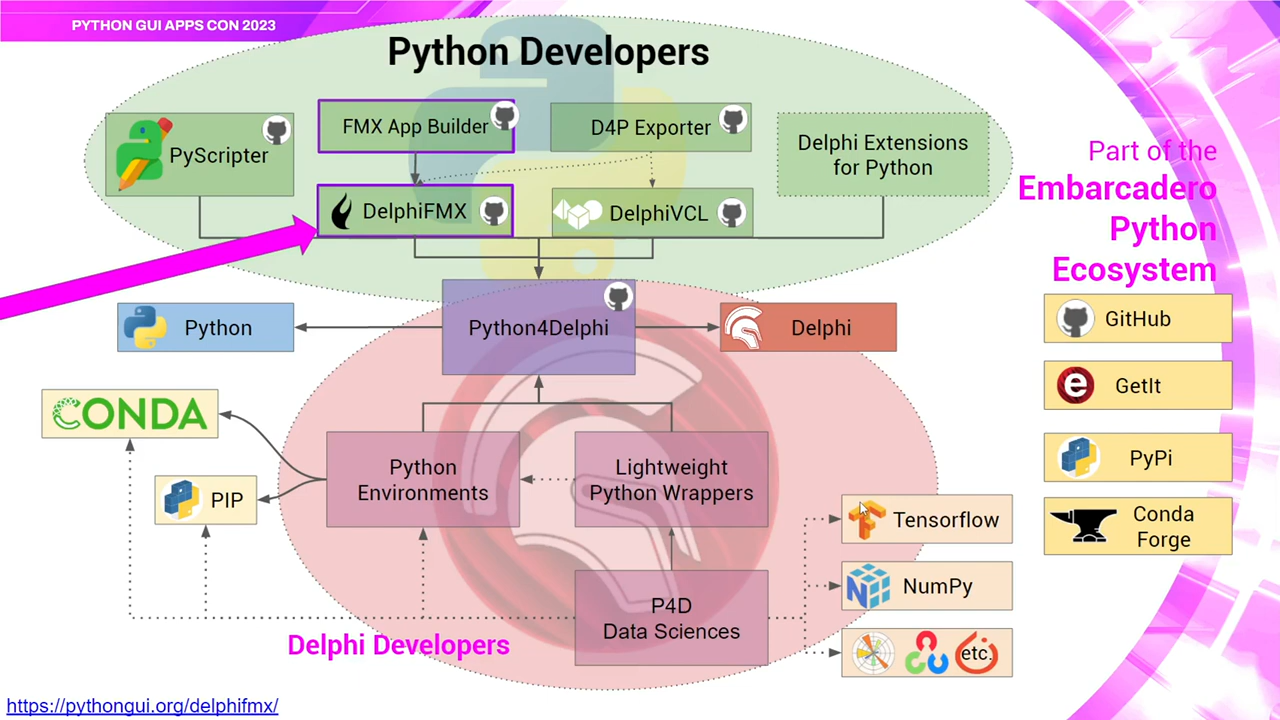 PYTHON GUI APPS CON 2023
Python Developers
PyScripter
FMX App Builder
D4P Exporter
Delphi Extensions
for Python
DelphiFMX
DelphiVCL
Part of the
Embarcadero
Python
Ecosystem
Python
Python4Delphi
Delphi
GitHub
GetIt
PyPi
Conda
Forge
CONDA
PIP
Python
Environments
Lightweight
Python Wrappers
Tensorflow
NumPy
etc.
P4D
Data Sciences
Delphi Developers
https://pythongui.org/delphifmx/